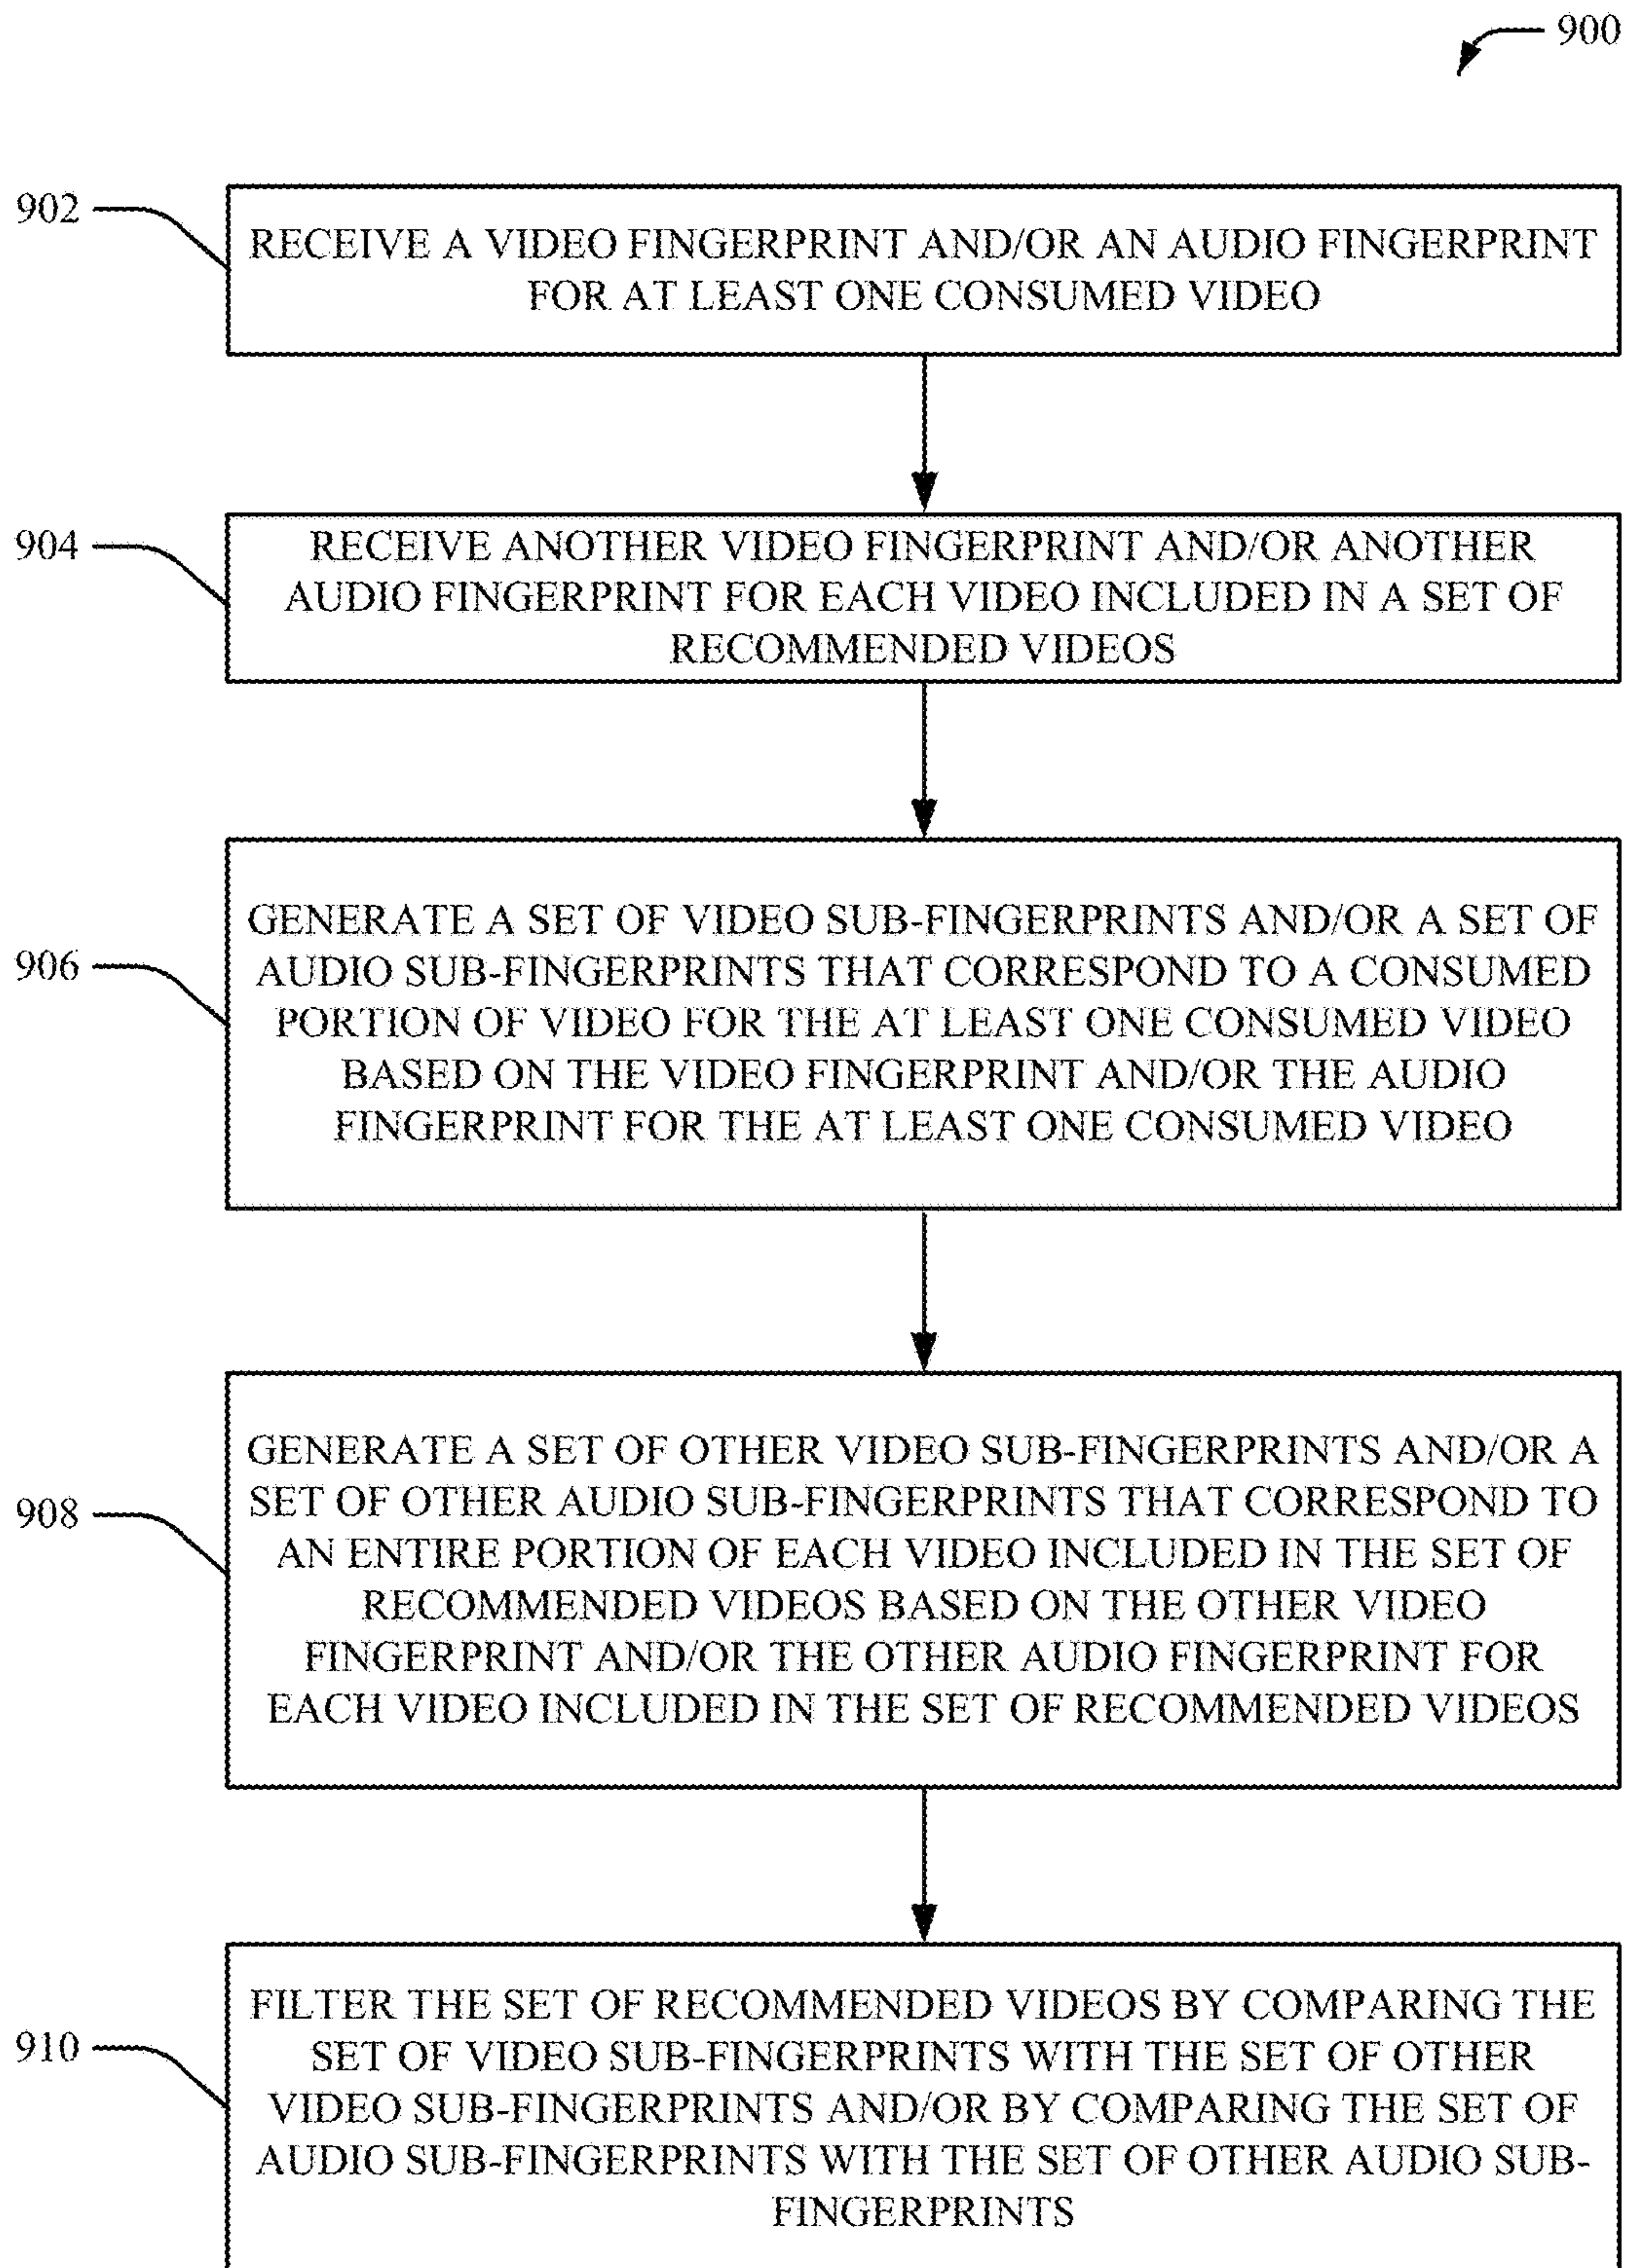 900
902
RECEIVE A VIDEO FINGERPRINT AND/OR AN AUDIO FINGERPRINT
FOR AT LEAST ONE CONSUMED VIDEO
904
RECEIVE ANOTHER VIDEO FINGERPRINT AND/OR ANOTHER
AUDIO FINGERPRINT FOR EACH VIDEO INCLUDED IN A SET OF
RECOMMENDED VIDEOS
906
GENERATE A SET OF VIDEO SUB-FINGERPRINTS AND/OR A SET OF
AUDIO SUB-FINGERPRINTS THAT CORRESPOND TO A CONSUMED
PORTION OF VIDEO FOR THE AT LEAST ONE CONSUMED VIDEO
BASED ON THE VIDEO FINGERPRINT AND/OR THE AUDIO
FINGERPRINT FOR THE AT LEAST ONE CONSUMED VIDEO
908
GENERATE A SET OF OTHER VIDEO SUB-FINGERPRINTS AND/OR A
SET OF OTHER AUDIO SUB-FINGERPRINTS THAT CORRESPOND TO
AN ENTIRE PORTION OF EACH VIDEO INCLUDED IN THE SET OF
RECOMMENDED VIDEOS BASED ON THE OTHER VIDEO
FINGERPRINT AND/OR THE OTHER AUDIO FINGERPRINT FOR
EACH VIDEO INCLUDED IN THE SET OF RECOMMENDED VIDEOS
910
FILTER THE SET OF RECOMMENDED VIDEOS BY COMPARING THE
SET OF VIDEO SUB-FINGERPRINTS WITH THE SET OF OTHER
VIDEO SUB-FINGERPRINTS AND/OR BY COMPARING THE SET OF
AUDIO SUB-FINGERPRINTS WITH THE SET OF OTHER AUDIO SUB-
FINGERPRINTS